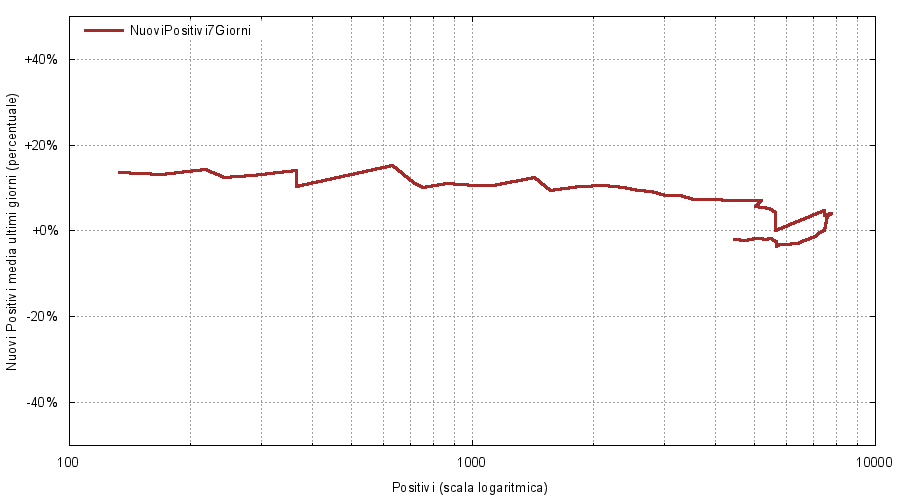 NuoviPositivi7Giorni
+40%
+20%
+0%
-20%
-40%
Nuovi Positivi media ultimi giorni (percentuale)
100
1000
10000
Positivi (scala logaritmica)